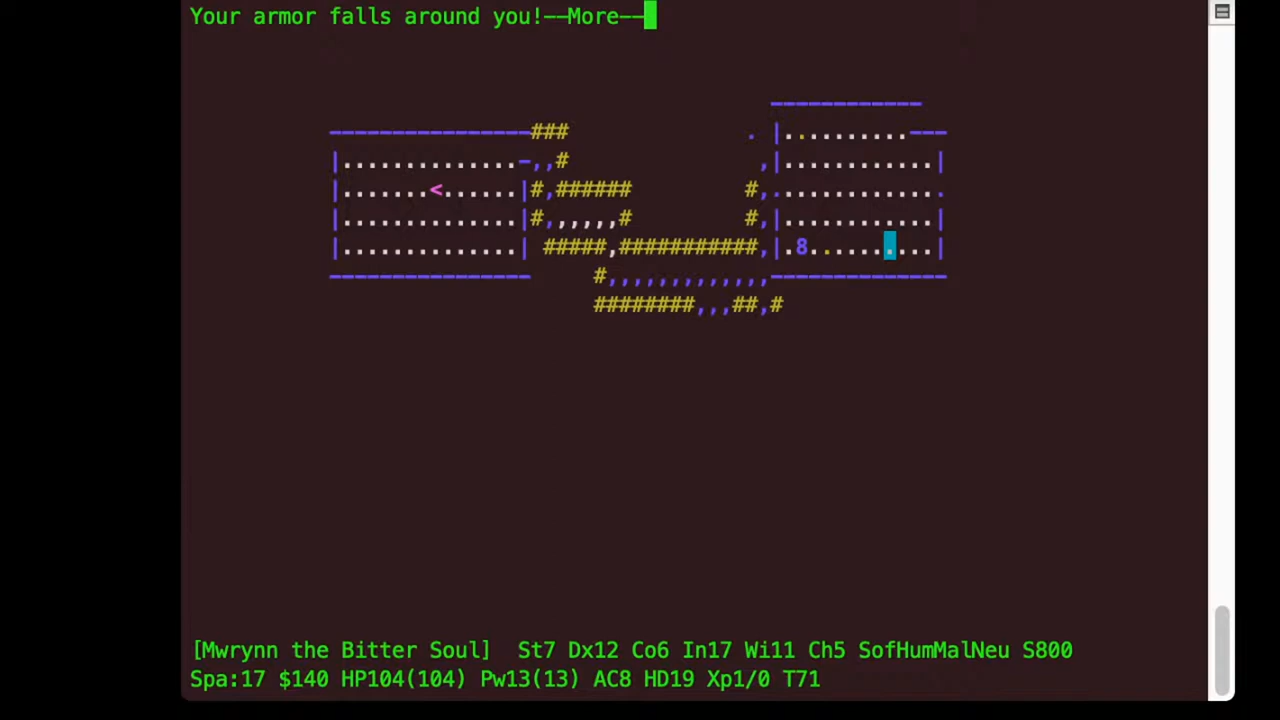 Your armor falls around you!--More--
-----------
---------------### . |..........---
|.............-,,# ,|...........|
|.......<.....|#,###### #,............
|.............|#,,,,,,# #,|...........|
|.............| #####,###########,|.8.........|
--------------- #,,,,,,,,,,,,-------------
########,,,##,#
[Mwrynn the Bitter Soul] St7 Dx12 Co6 In17 Wi11 Ch5 SofHumMalNeu S800
Spa:17 $140 HP104(104) Pw13(13) AC8 HD19 Xp1/0 T71